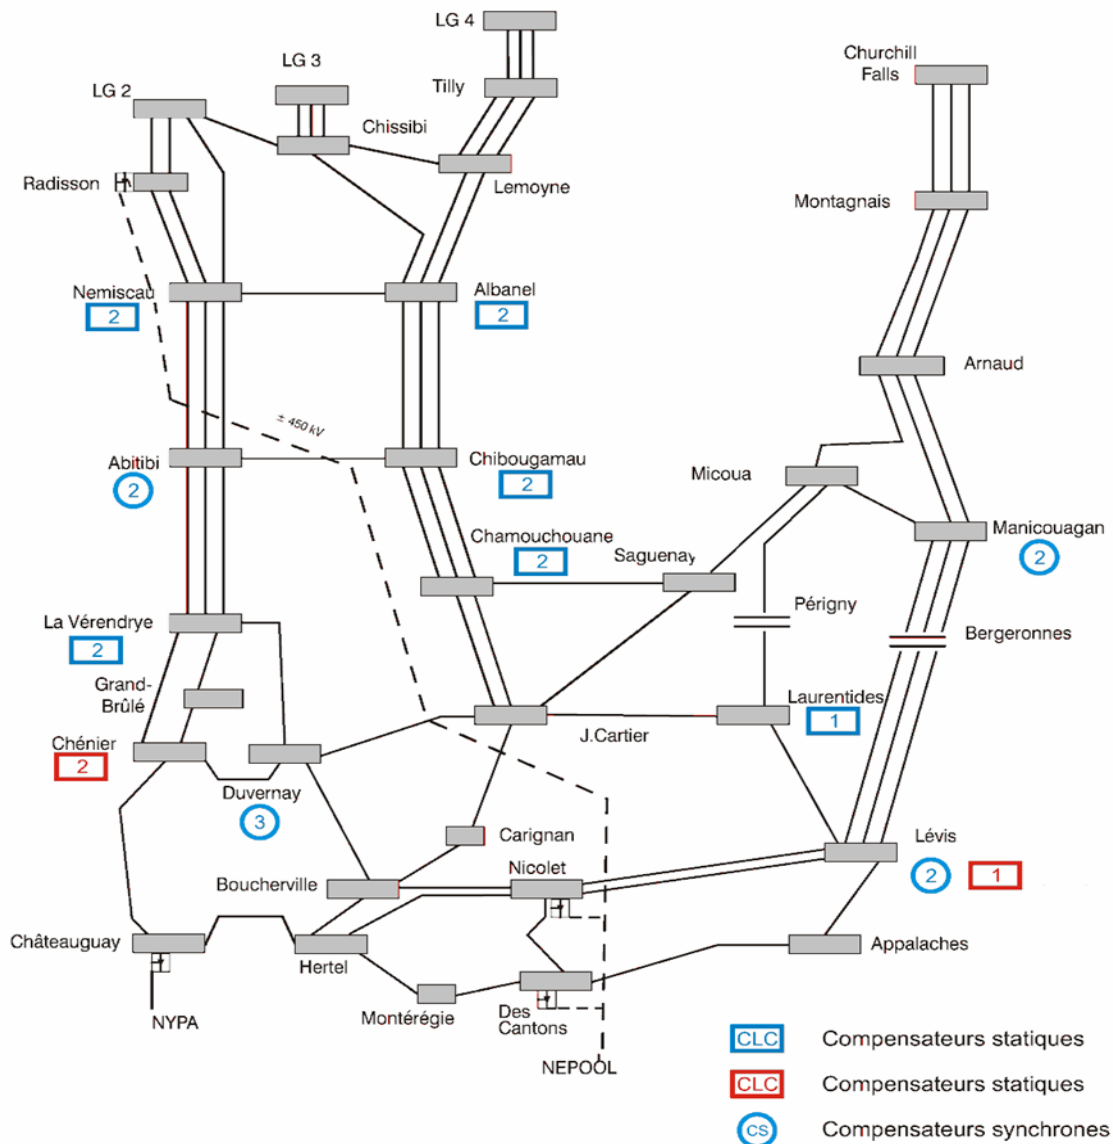 LG 4
Churchill
Falls
LG 3
Tilly
LG 2
Chissibi
Radisson
Lemoyne
Montagnais
Nemiscau
2
Albanel
2
Arnaud
± 450 kV
Abitibi
2
Chibougamau
2
Micoua
Chamouchouane
2
Saguenay
Manicouagan
2
La Vérendrye
2
Périgny
Bergeronnes
Grand-
Brûlé
Laurentides
1
Chénier
2
J.Cartier
Duvernay
3
Carignan
Lévis
2
1
Nicolet
Boucherville
Châteauguay
Hertel
Appalaches
NYPA
Montérégie
Des
Cantons
NEPOOL
CLC Compensateurs statiques
CLC Compensateurs statiques
CS Compensateurs synchrones